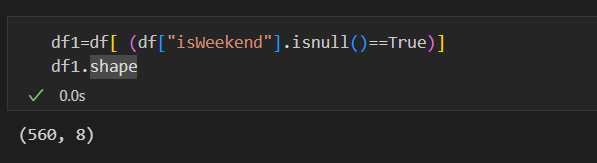 df1=df[ (df["isWeekend"].isnull()==True)]
df1.shape
0.0s
(560, 8)